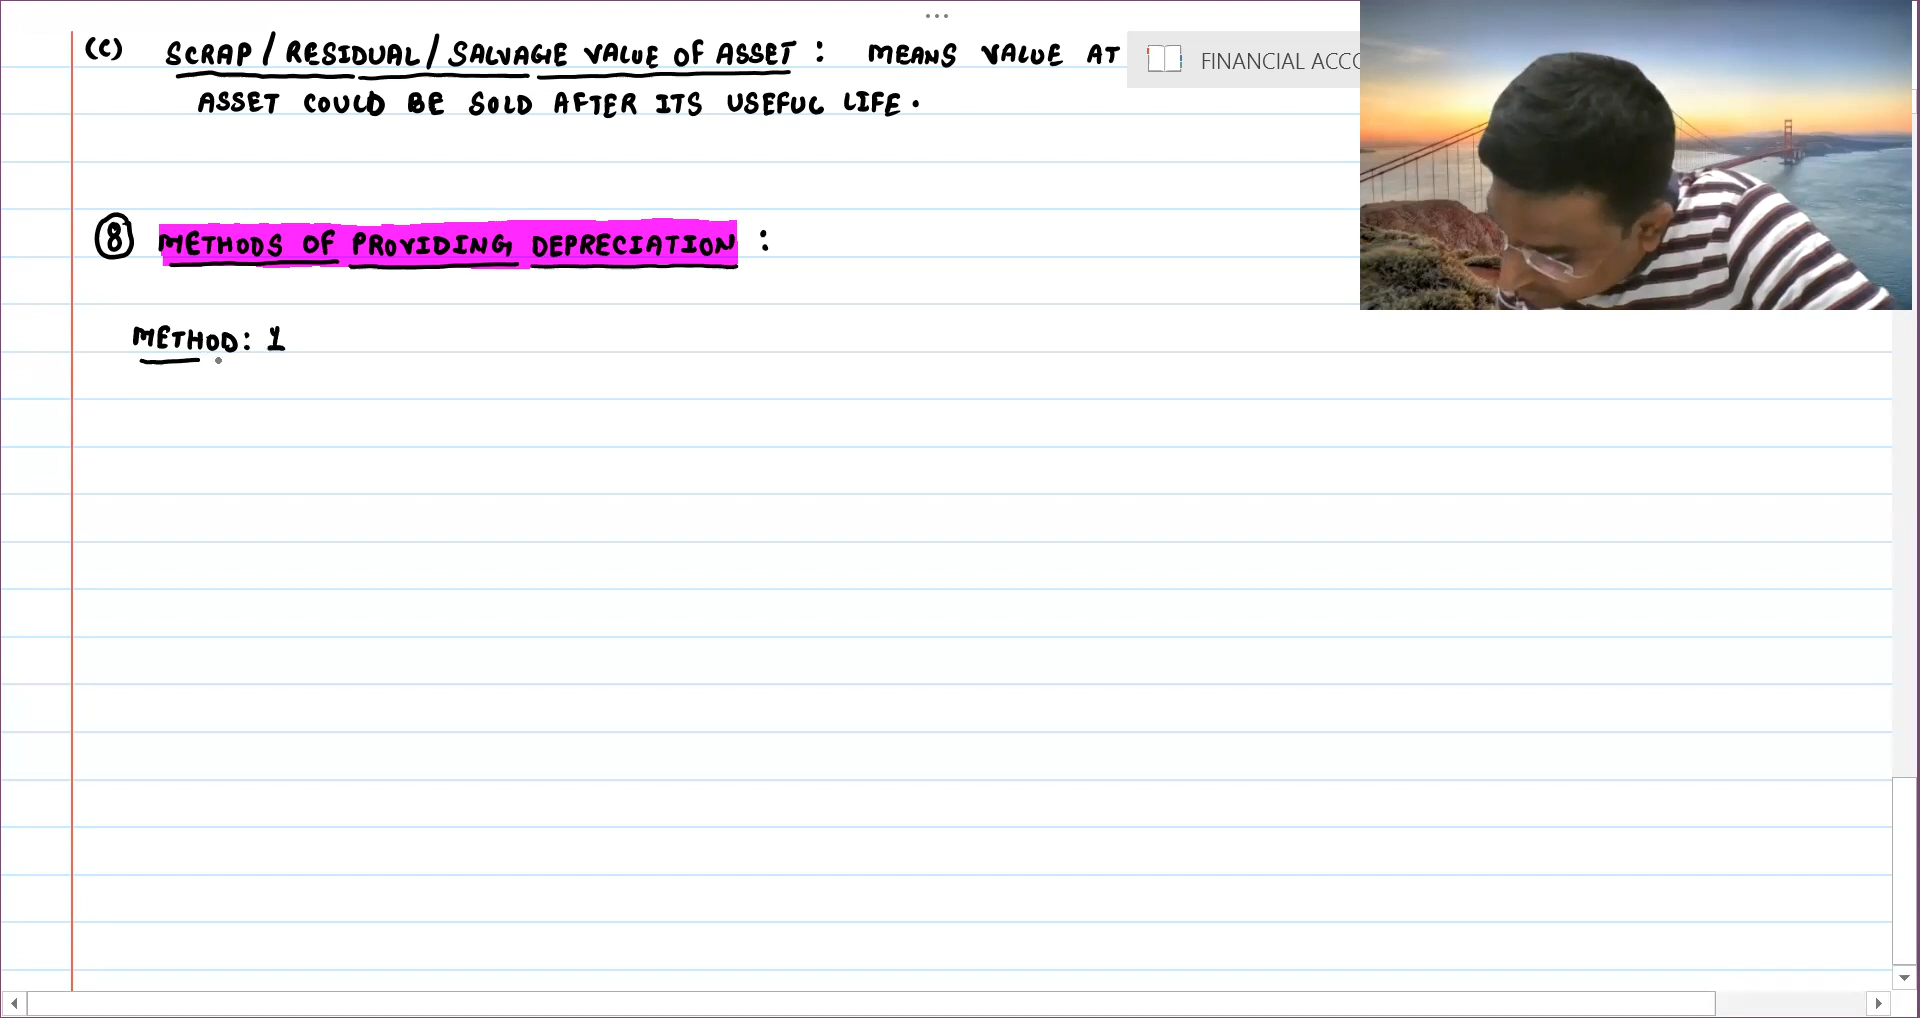 (C) SCRAP / RESIDUAL / SALVAGE VALUE OF ASSET : MEANS VALUE AT
FINANCIAL ACCO
ASSET COULD BE SOLD AFTER ITS USEFUL LIFE.
8 METHODS OF PROVIDING DEPRECIATION :
METHOD: 1